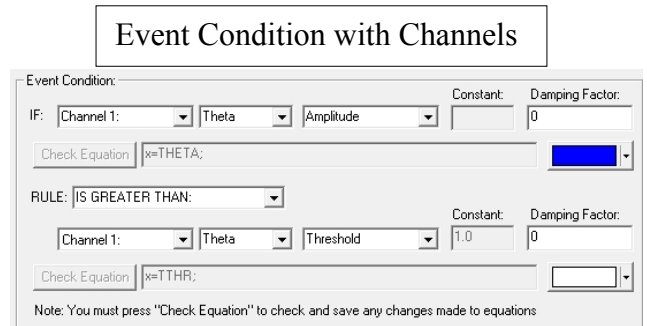 Event Condition with Channels
Event Condition:
Constant: Damping Factor:
IF: Channel 1: Theta Amplitude 0
Check Equation x=THETA;
RULE: IS GREATER THAN:
Constant: Damping Factor:
Channel 1: Theta Threshold 1.0 0
Check Equation x=TTHR;
Note: You must press "Check Equation" to check and save any changes made to equations